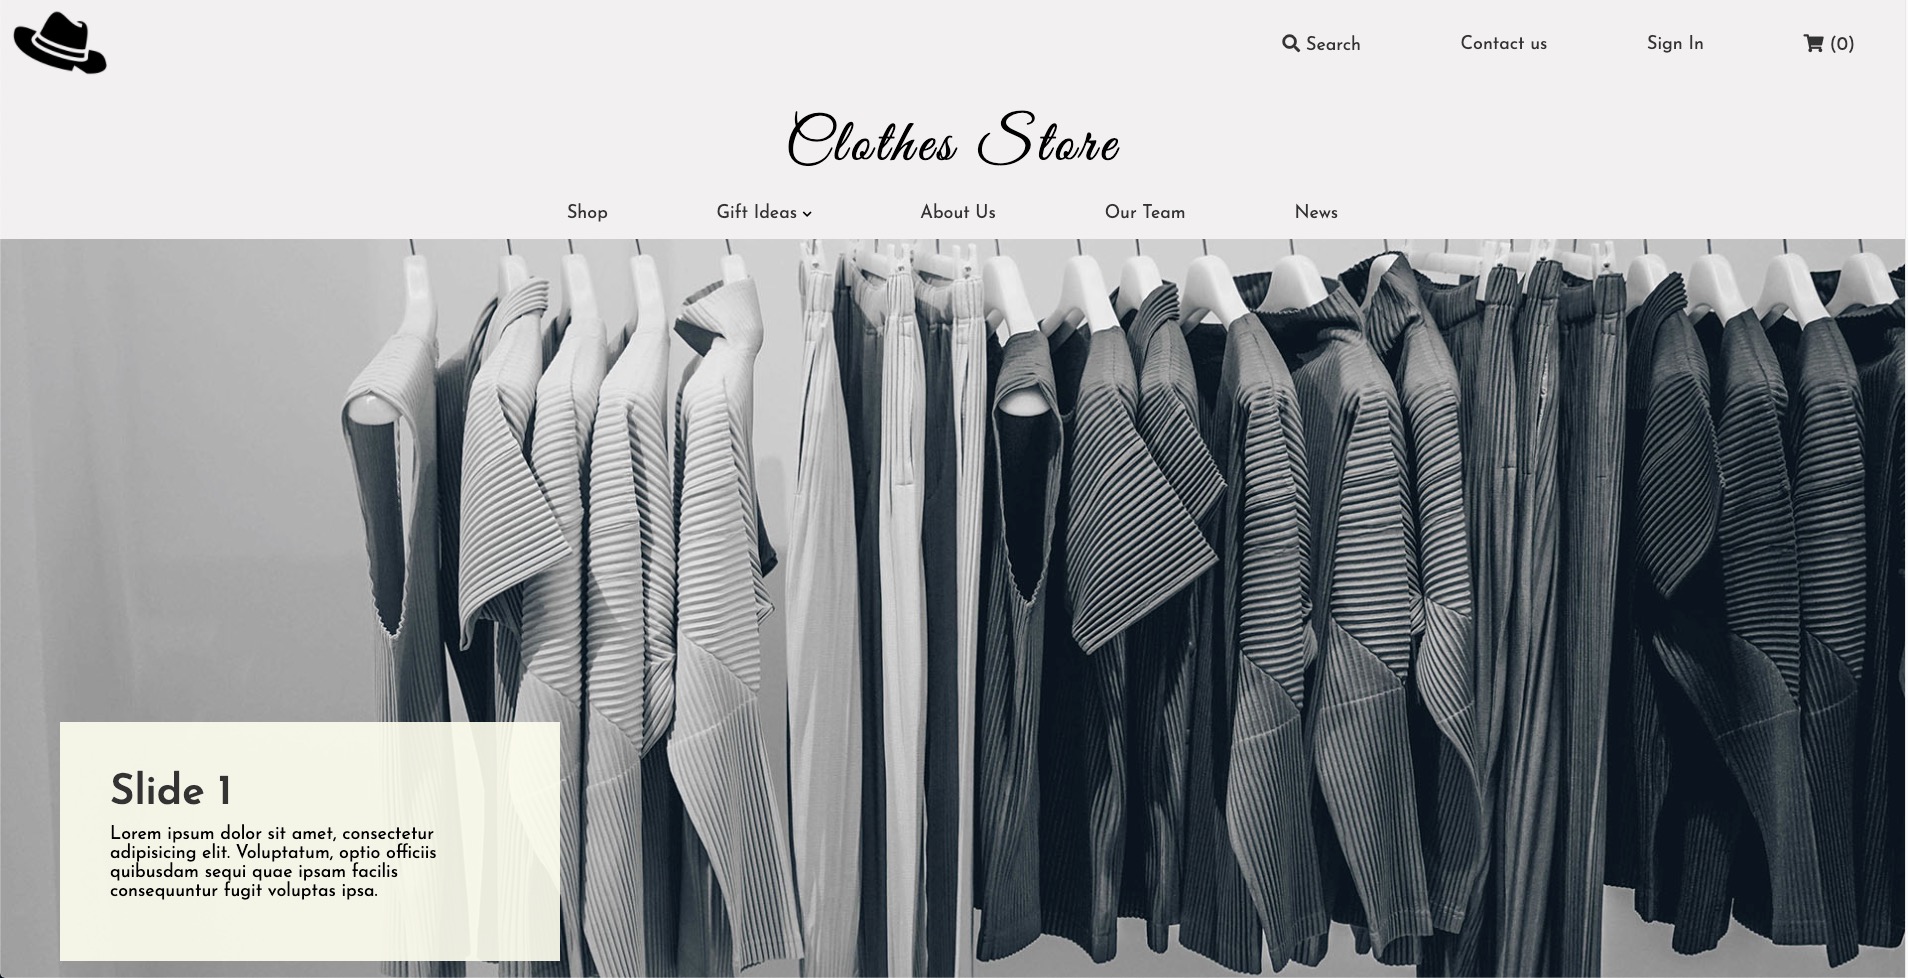 Search Contact us Sign In (0)
Clothes Store
Shop Gift Ideas About Us Our Team News
Slide 1
Lorem ipsum dolor sit amet, consectetur
adipisicing elit. Voluptatum, optio officiis
quibusdam sequi quae ipsam facilis
consequuntur fugit voluptas ipsa.